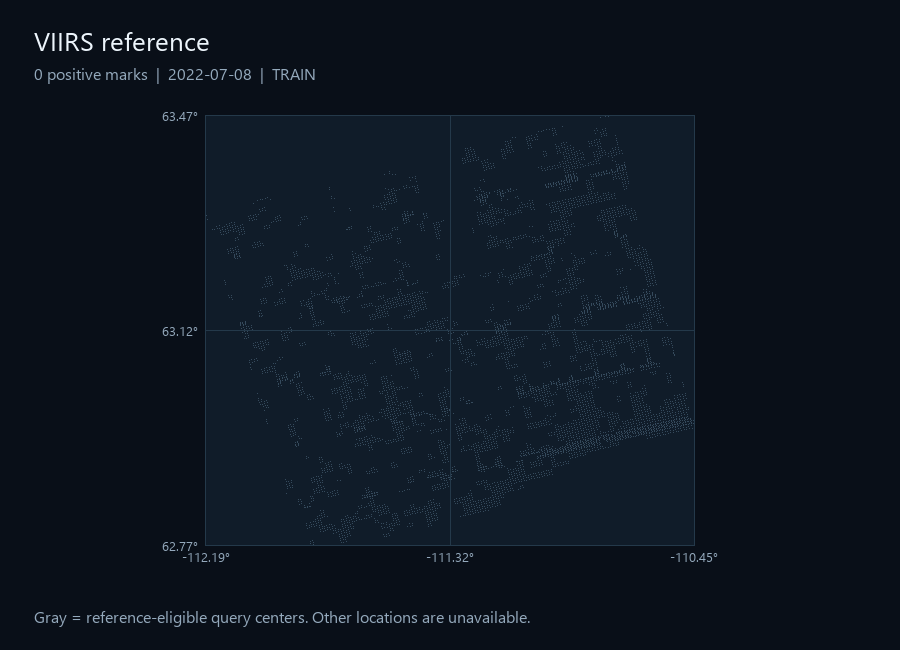 VIIRS reference
0 positive marks | 2022-07-08 | TRAIN
63.47°
63.12°
62.77°
-112.19°
-111.32°
-110.45°
Gray = reference-eligible query centers. Other locations are unavailable.